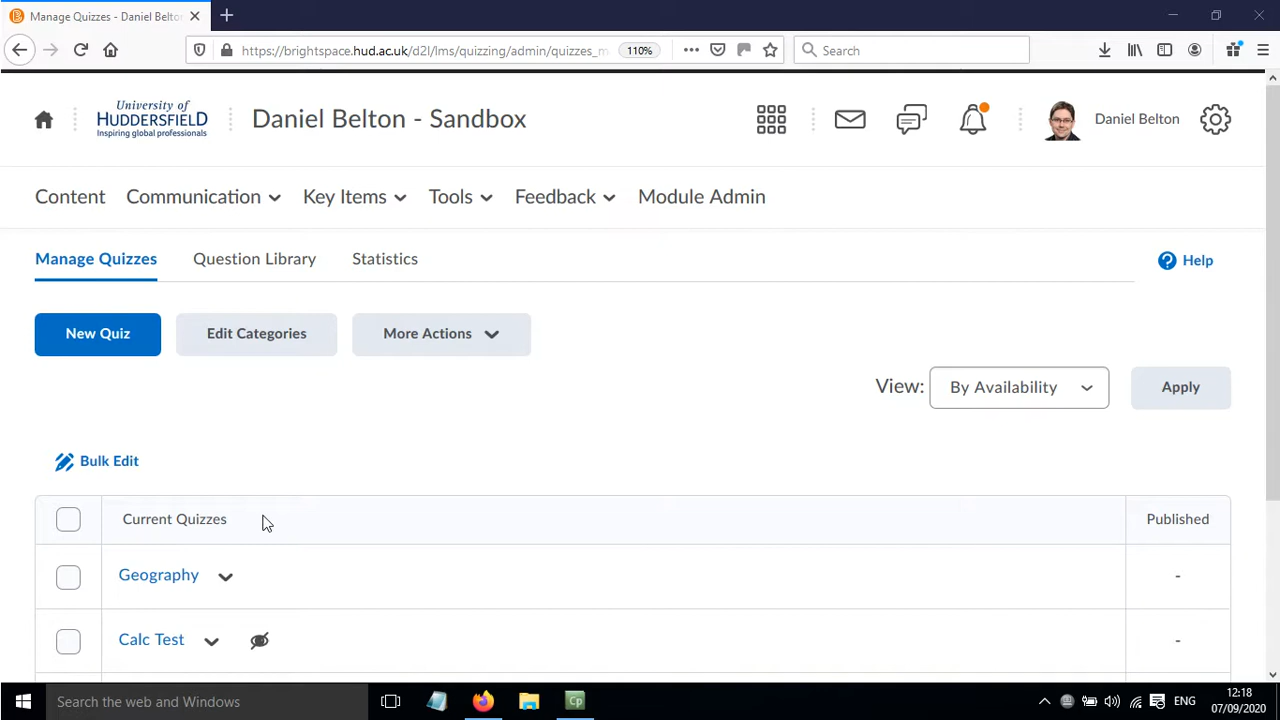 Manage Quizzes - Daniel Belto
https://brightspace.hud.ac.uk/d2l/lms/quizzing/admin/quizzes_m
110%
Search
University of
HUDDERSFIELD
Inspiring global professionals
Daniel Belton - Sandbox
Daniel Belton
Content
Communication
Key Items
Tools
Feedback
Module Admin
Manage Quizzes
Question Library
Statistics
Help
New Quiz
Edit Categories
More Actions
View:
By Availability
Apply
Bulk Edit
Current Quizzes
Published
Geography
-
Calc Test
-
Search the web and Windows
Cp
ENG
12:18
07/09/2020